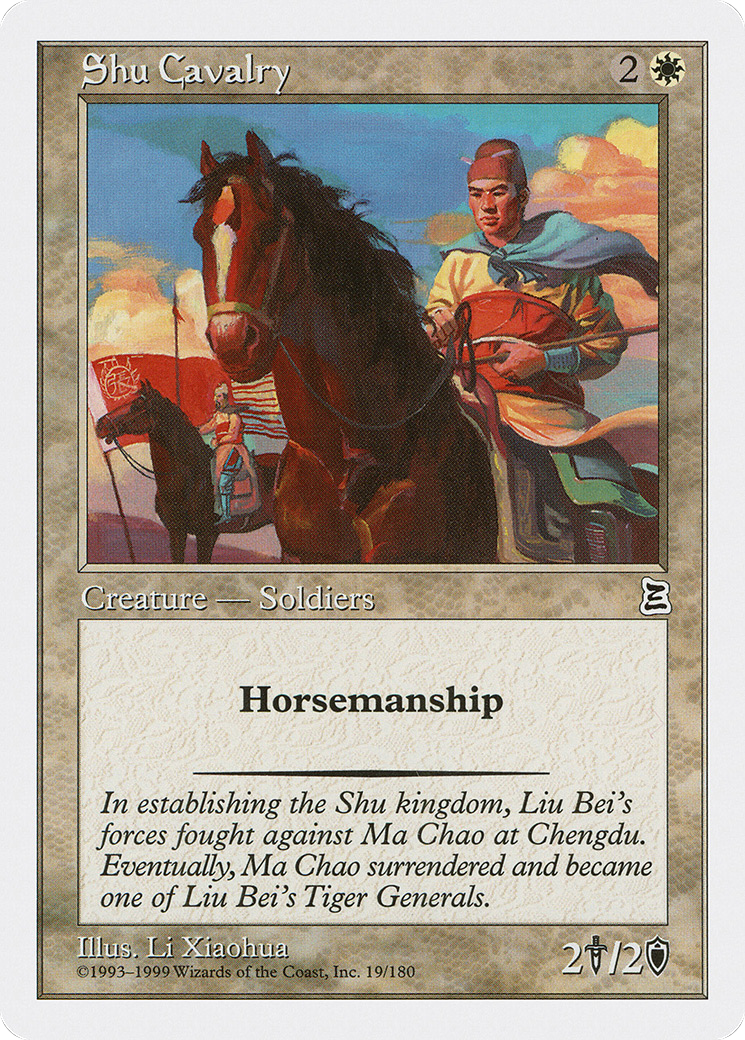 Shu Cavalry 2
Creature — Soldiers
Horsemanship
In establishing the Shu kingdom, Liu Bei's
forces fought against Ma Chao at Chengdu.
Eventually, Ma Chao surrendered and became
one of Liu Bei's Tiger Generals.
Illus. Li Xiaohua
©1993–1999 Wizards of the Coast, Inc. 19/180
2/2